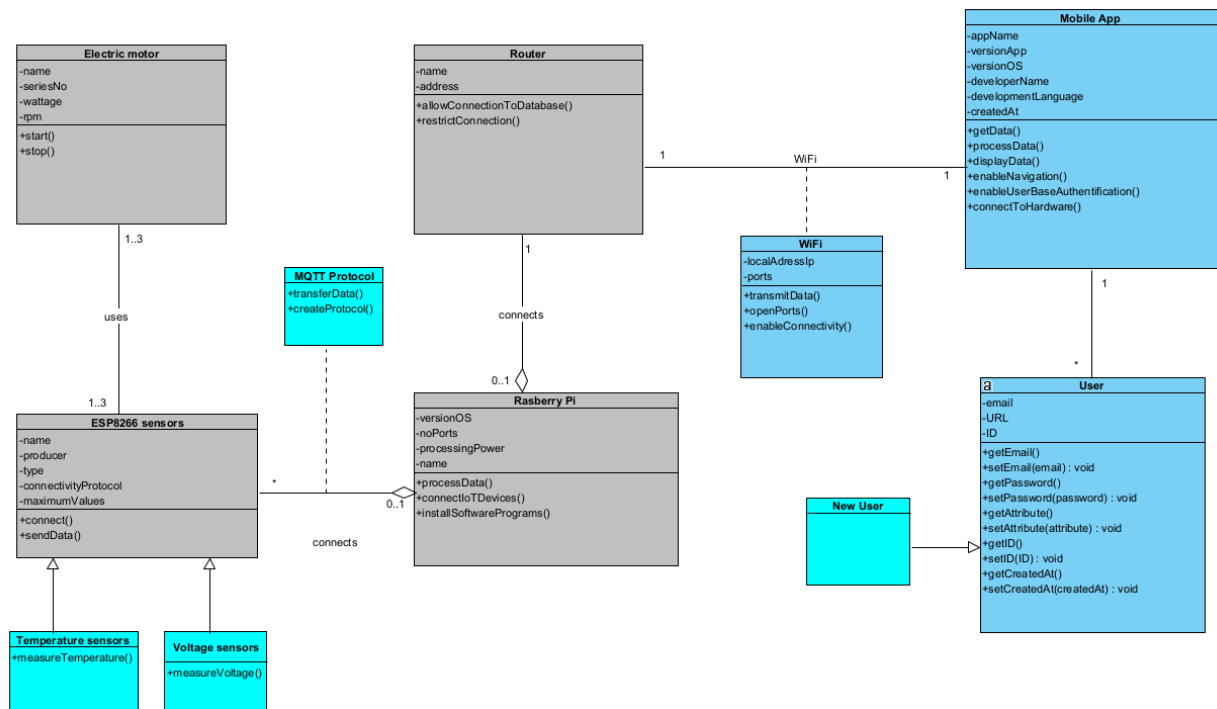 Electric motor
-name
-seriesNo
-wattage
-rpm
+start()
+stop()
1..3
uses
1..3
ESP8266 sensors
-name
-producer
-type
-connectivityProtocol
-maximumValues
+connect()
+sendData()
Temperature sensors
+measureTemperature()
Voltage sensors
+measureVoltage()
MQTT Protocol
+transferData()
+createProtocol()
*
0..1
connects
Router
-name
-address
+allowConnectionToDatabase()
+restrictConnection()
1
connects
0..1
Rasberry Pi
-versionOS
-noPorts
-processingPower
-name
+processData()
+connectIoTDevices()
+installSoftwarePrograms()
1
WiFi
1
WiFi
-localAdressIp
-ports
+transmitData()
+openPorts()
+enableConnectivity()
Mobile App
-appName
-versionApp
-versionOS
-developerName
-developmentLanguage
-createdAt
+getData()
+processData()
+displayData()
+enableNavigation()
+enableUserBaseAuthentification()
+connectToHardware()
1
*
a
User
-email
-URL
-ID
+getEmail()
+setEmail(email) : void
+getPassword()
+setPassword(password) : void
+getAttribute()
+setAttribute(attribute) : void
+getID()
+setID(ID) : void
+getCreatedAt()
+setCreatedAt(createdAt) : void
New User